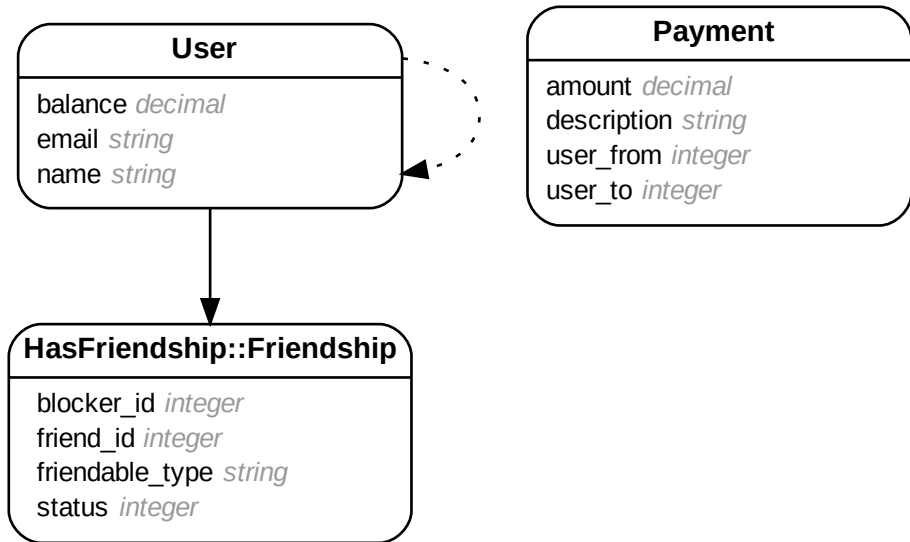 User
balance decimal
email string
name string
Payment
amount decimal
description string
user_from integer
user_to integer
HasFriendship::Friendship
blocker_id integer
friend_id integer
friendable_type string
status integer